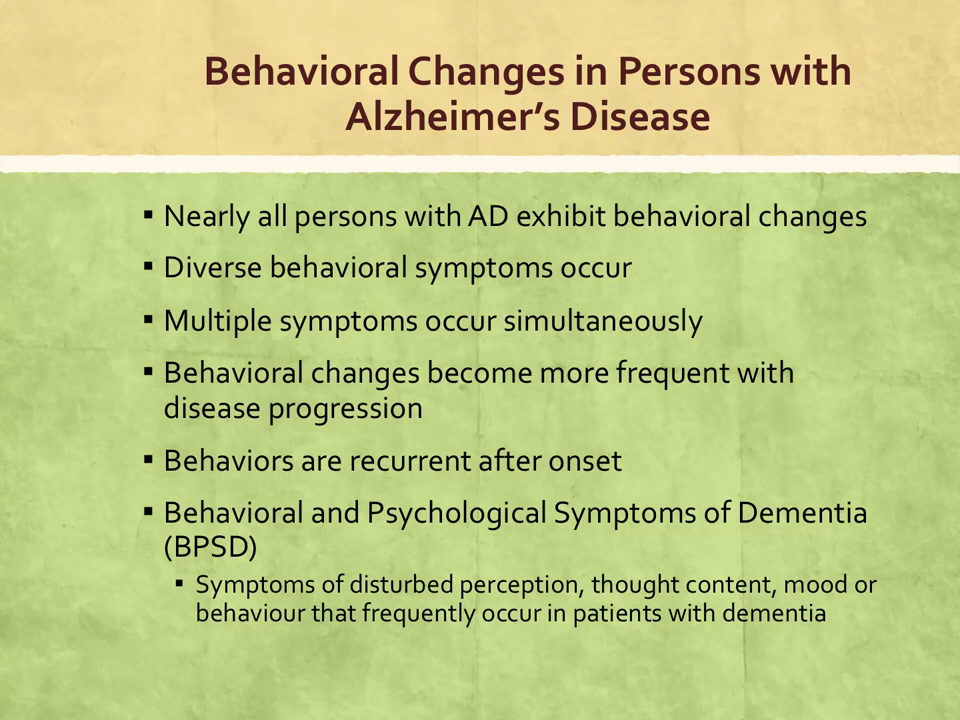 Behavioral Changes in Persons with
Alzheimer’s Disease
▪ Nearly all persons with AD exhibit behavioral changes
▪ Diverse behavioral symptoms occur
▪ Multiple symptoms occur simultaneously
▪ Behavioral changes become more frequent with
disease progression
▪ Behaviors are recurrent after onset
▪ Behavioral and Psychological Symptoms of Dementia
(BPSD)
▪ Symptoms of disturbed perception, thought content, mood or
behaviour that frequently occur in patients with dementia